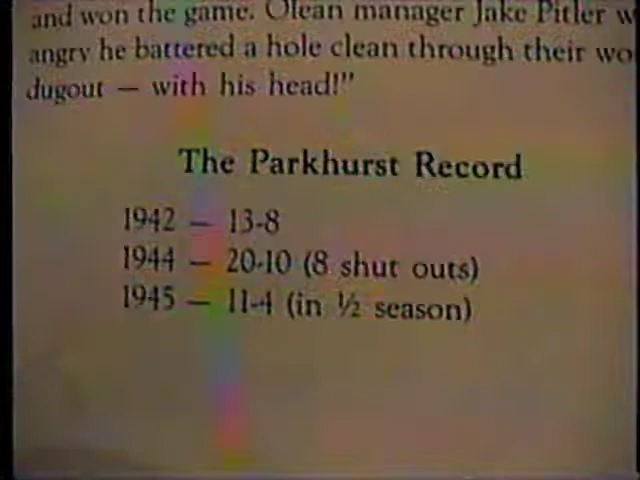 and won the game. Olean manager Jake Pitler
angry he battered a hole clean through their
dugout — with his head!"
The Parkhurst Record
1942 — 13-8
1944 — 20-10 (8 shut outs)
1945 — 11-4 (in ½ season)